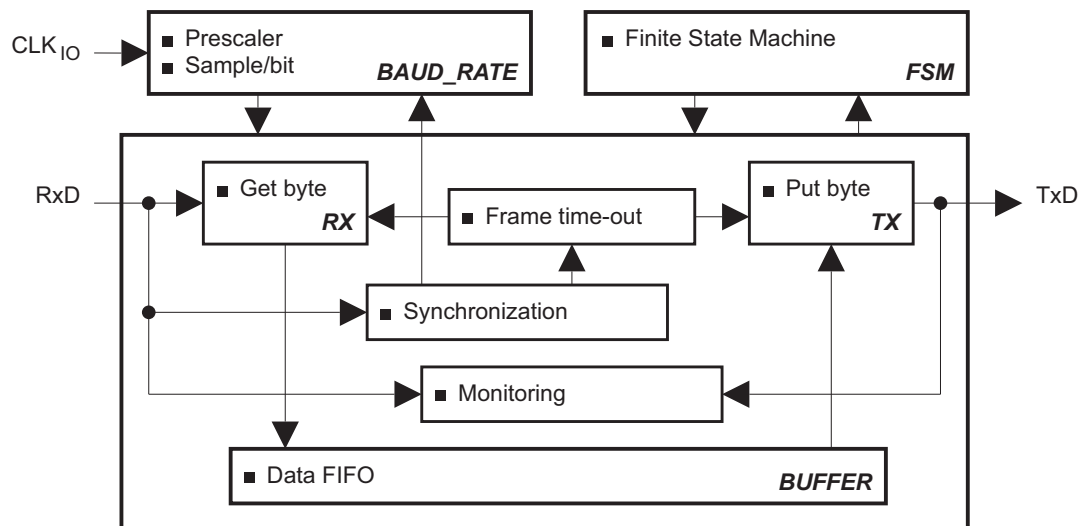 CLK IO
■ Prescaler
■ Sample/bit
BAUD_RATE
■ Finite State Machine
FSM
RxD
■ Get byte
RX
■ Frame time-out
■ Put byte
TX
TxD
■ Synchronization
■ Monitoring
■ Data FIFO
BUFFER